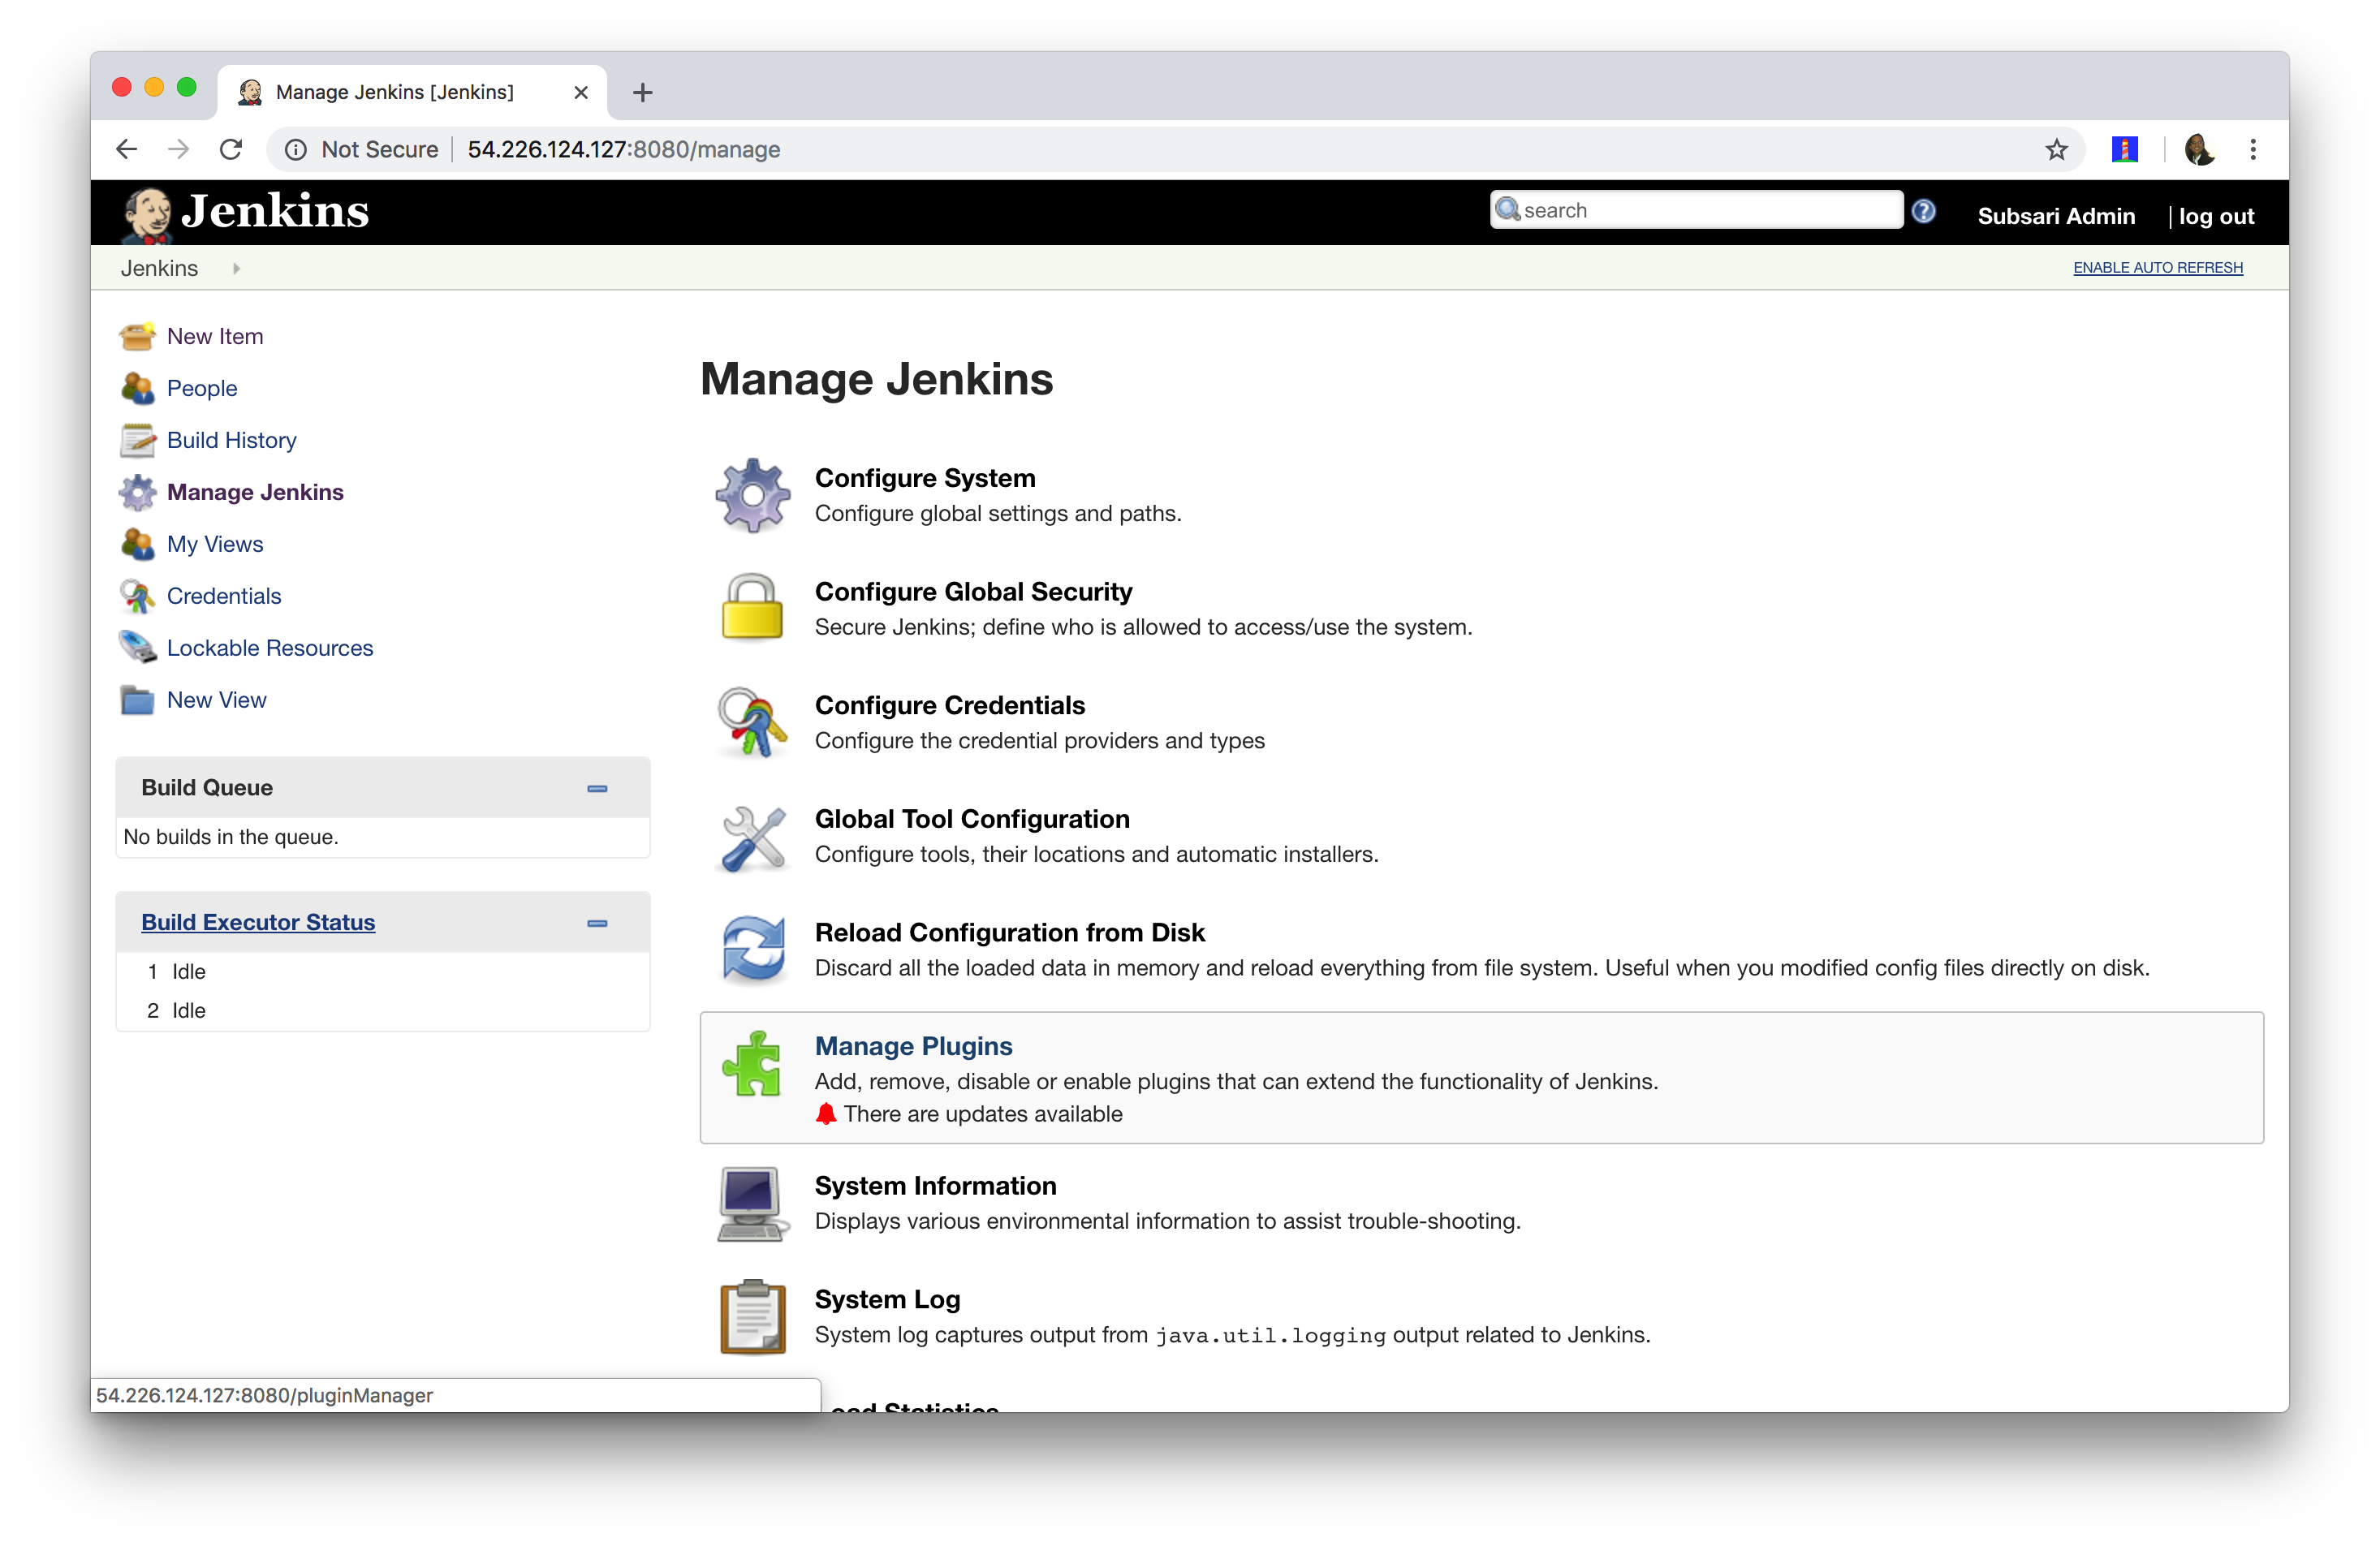 Manage Jenkins [Jenkins]
Not Secure | 54.226.124.127:8080/manage
Jenkins
search
Subsari Admin
| log out
Jenkins
ENABLE AUTO REFRESH
New Item
People
Build History
Manage Jenkins
My Views
Credentials
Lockable Resources
New View
Build Queue
No builds in the queue.
Build Executor Status
1 Idle
2 Idle
Manage Jenkins
Configure System
Configure global settings and paths.
Configure Global Security
Secure Jenkins; define who is allowed to access/use the system.
Configure Credentials
Configure the credential providers and types
Global Tool Configuration
Configure tools, their locations and automatic installers.
Reload Configuration from Disk
Discard all the loaded data in memory and reload everything from file system. Useful when you modified config files directly on disk.
Manage Plugins
Add, remove, disable or enable plugins that can extend the functionality of Jenkins.
There are updates available
System Information
Displays various environmental information to assist trouble-shooting.
System Log
System log captures output from java.util.logging output related to Jenkins.
54.226.124.127:8080/pluginManager
Statistics